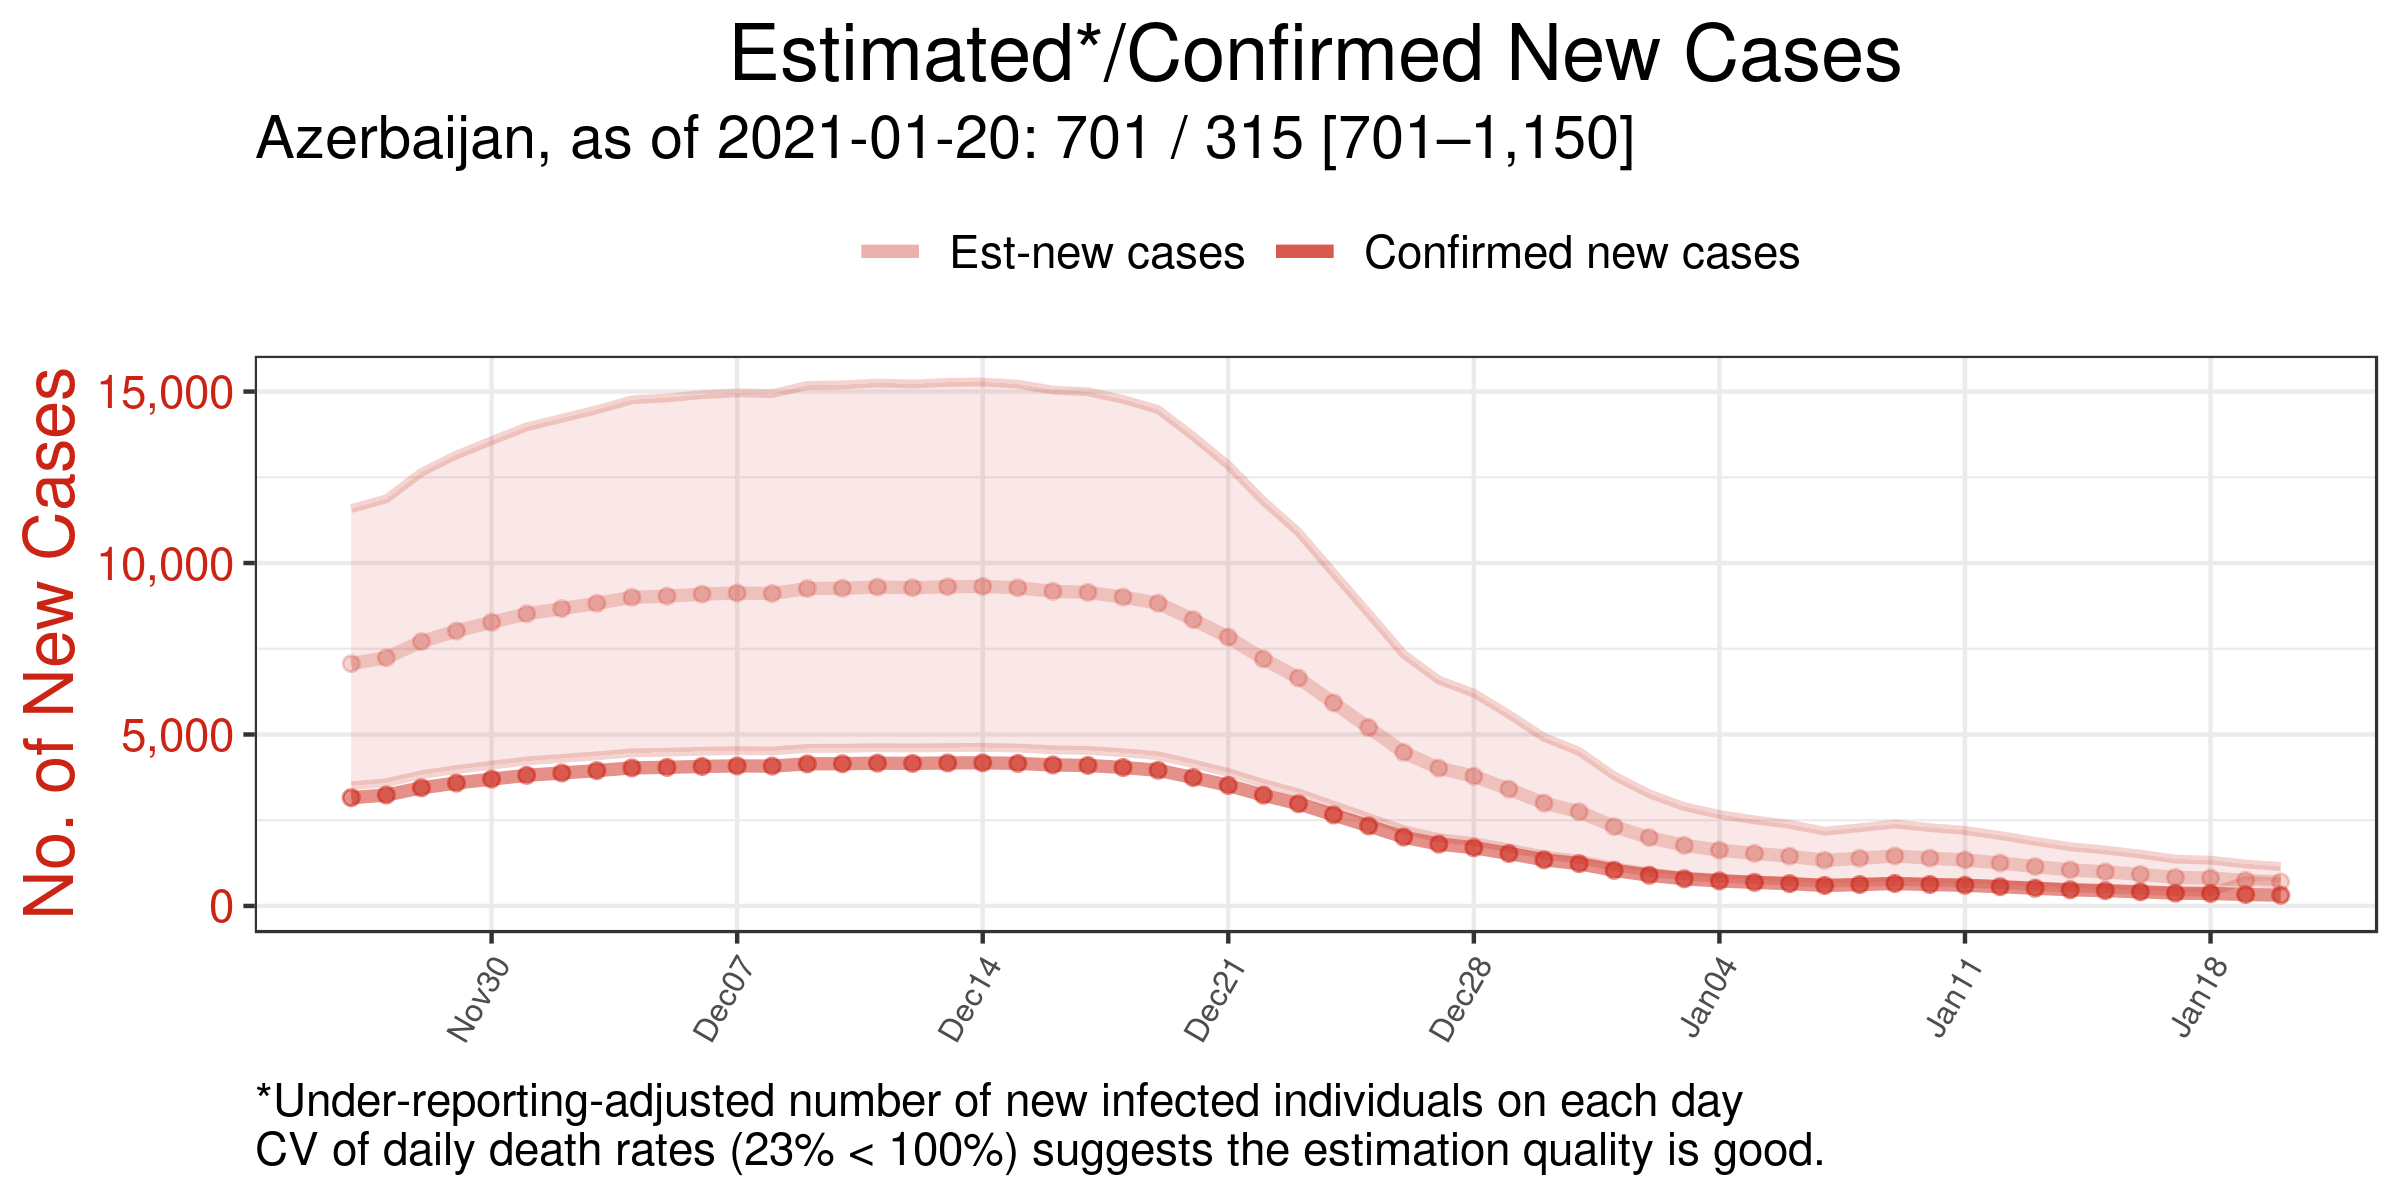 Estimated*/Confirmed New Cases
Azerbaijan, as of 2021-01-20: 701 / 315 [701–1,150]
Est-new cases
Confirmed new cases
No. of New Cases
15,000
10,000
5,000
0
Nov30
Dec07
Dec14
Dec21
Dec28
Jan04
Jan11
Jan18
*Under-reporting-adjusted number of new infected individuals on each day
CV of daily death rates (23% < 100%) suggests the estimation quality is good.